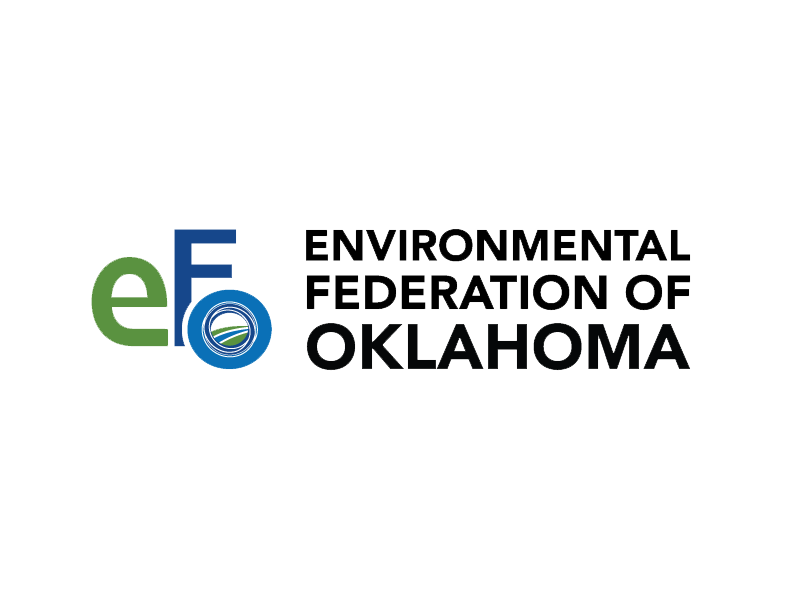 eFo
ENVIRONMENTAL
FEDERATION OF
OKLAHOMA